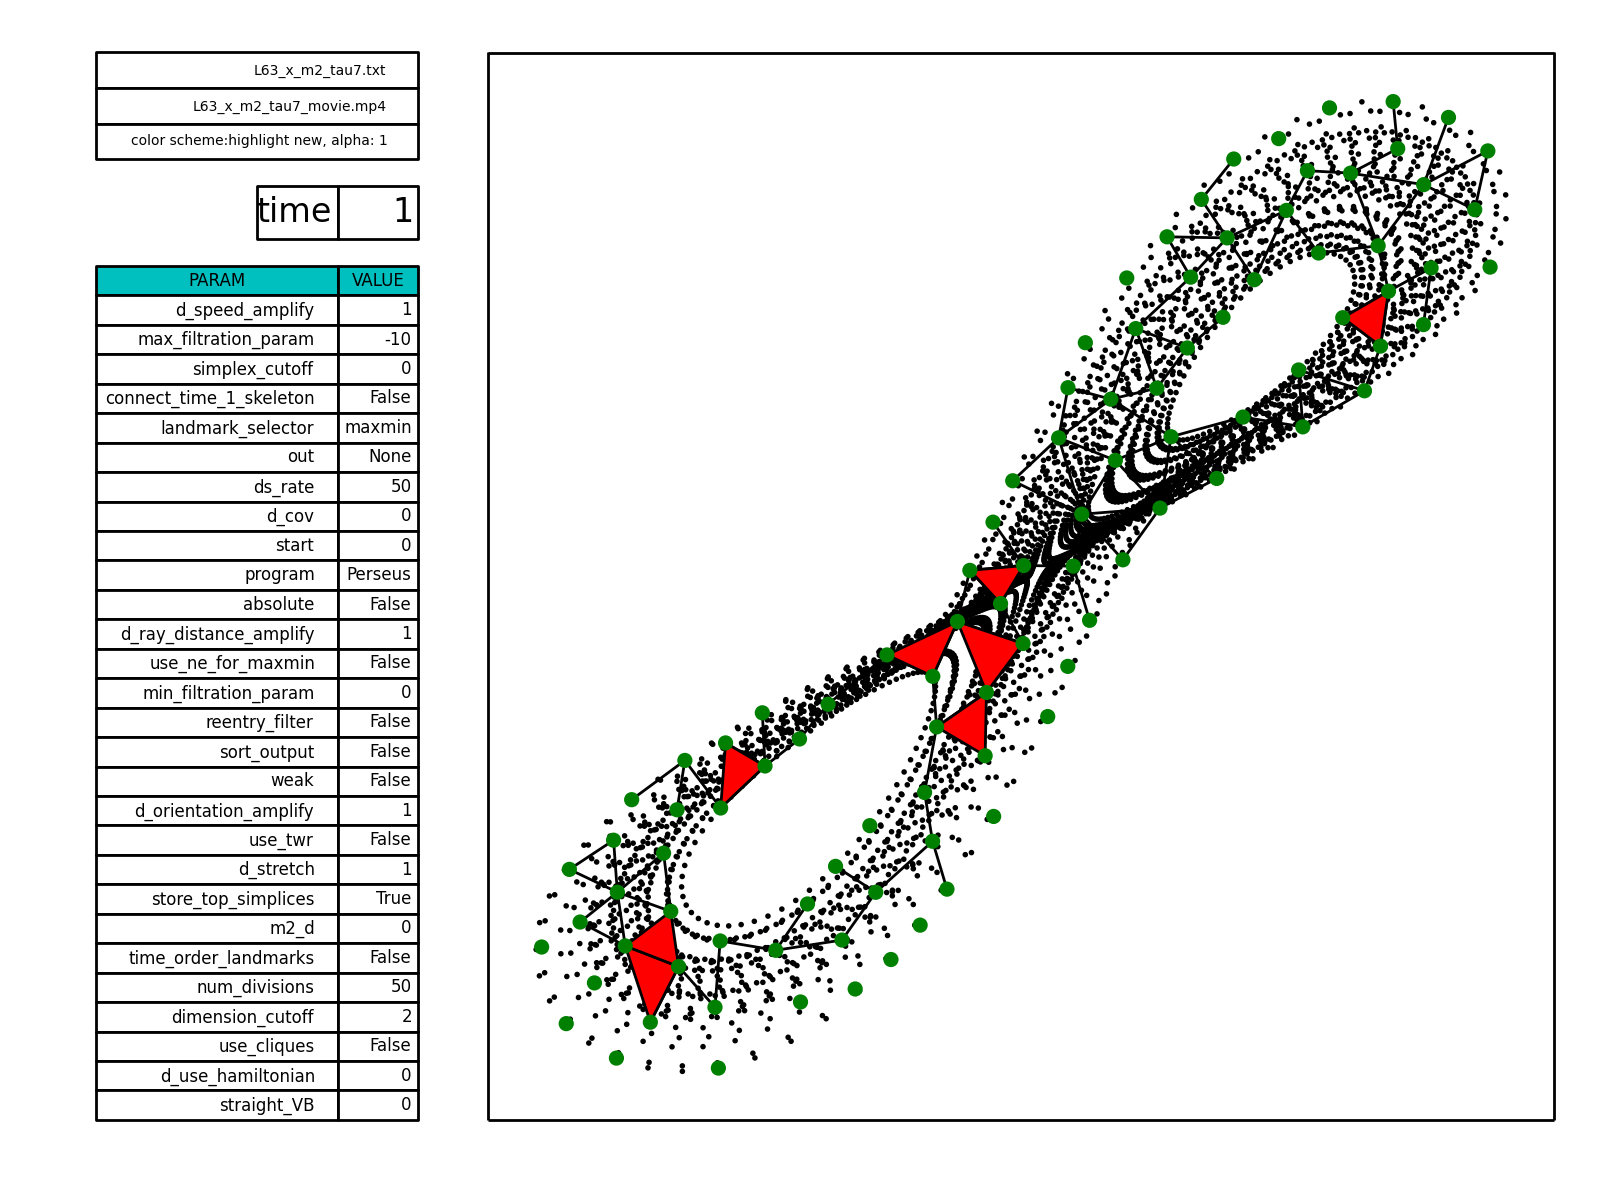 L63_x_m2_tau7.txt
L63_x_m2_tau7_movie.mp4
color scheme:highlight new, alpha: 1
time 1
PARAM VALUE
d_speed_amplify 1
max_filtration_param -10
simplex_cutoff 0
connect_time_1_skeleton False
landmark_selector maxmin
out None
ds_rate 50
d_cov 0
start 0
program Perseus
absolute False
d_ray_distance_amplify 1
use_ne_for_maxmin False
min_filtration_param 0
reentry_filter False
sort_output False
weak False
d_orientation_amplify 1
use_twr False
d_stretch 1
store_top_simplices True
m2_d 0
time_order_landmarks False
num_divisions 50
dimension_cutoff 2
use_cliques False
d_use_hamiltonian 0
straight_VB 0